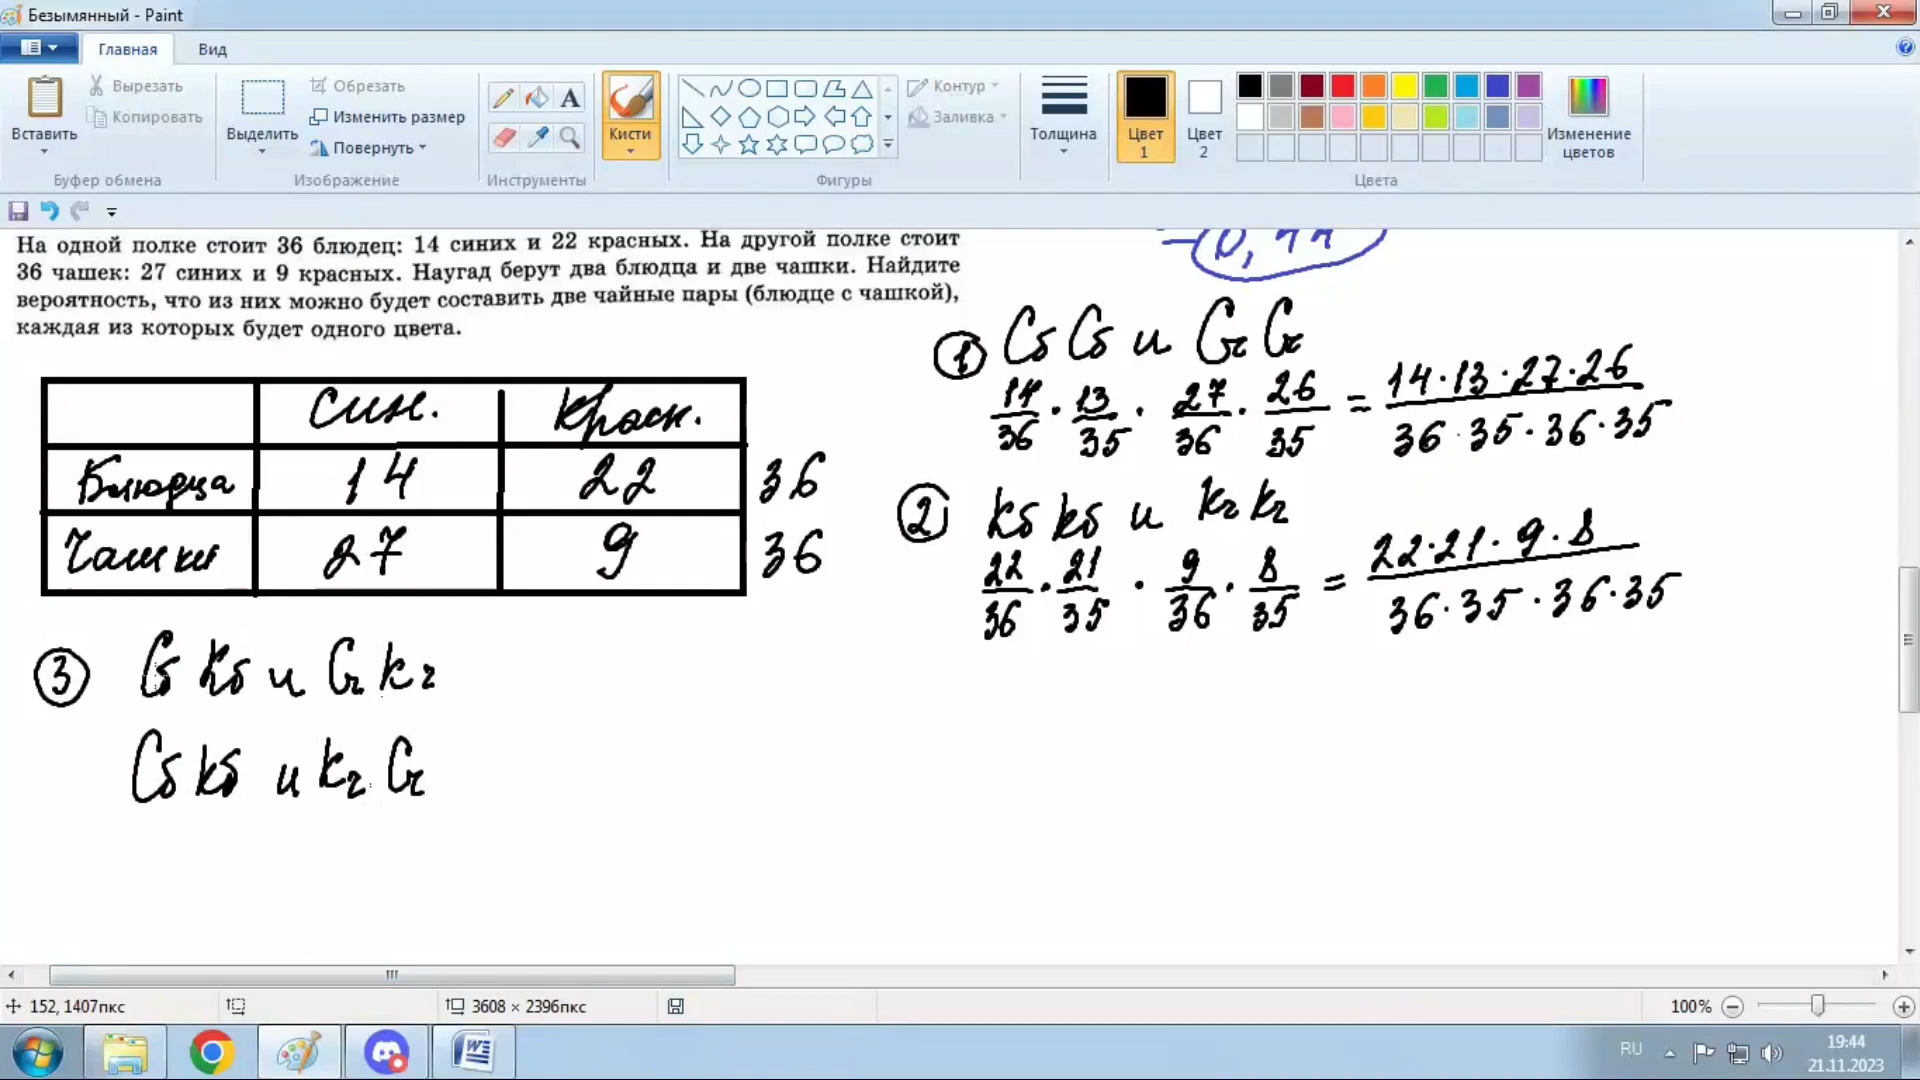 Безымянный - Paint
Главная
Вид
Вставить
Вырезать
Копировать
Буфер обмена
Выделить
Обрезать
Изменить размер
Повернуть
Изображение
A
Инструменты
Кисти
Фигуры
Контур
Заливка
Толщина
Цвет 1
Цвет 2
Изменение цветов
Цвета
На одной полке стоит 36 блюдец: 14 синих и 22 красных. На другой полке стоит
36 чашек: 27 синих и 9 красных. Наугад берут два блюдца и две чашки. Найдите
вероятность, что из них можно будет составить две чайные пары (блюдце с чашкой),
каждая из которых будет одного цвета.
Син. Красн.
Блюдца 14 22 36
Чашки 27 9 36
① Сб Сб и Сч Сч
14/36 · 13/35 · 27/36 · 26/35 = 14·13·27·26 / 36·35·36·35
② Кб Кб и Кч Кч
22/36 · 21/35 · 9/36 · 8/35 = 22·21·9·8 / 36·35·36·35
③ Сб Кб и Сч Кч
Сб Кб и Кч Сч
152, 1407пкс
3608 × 2396пкс
100%
RU
19:44
21.11.2023